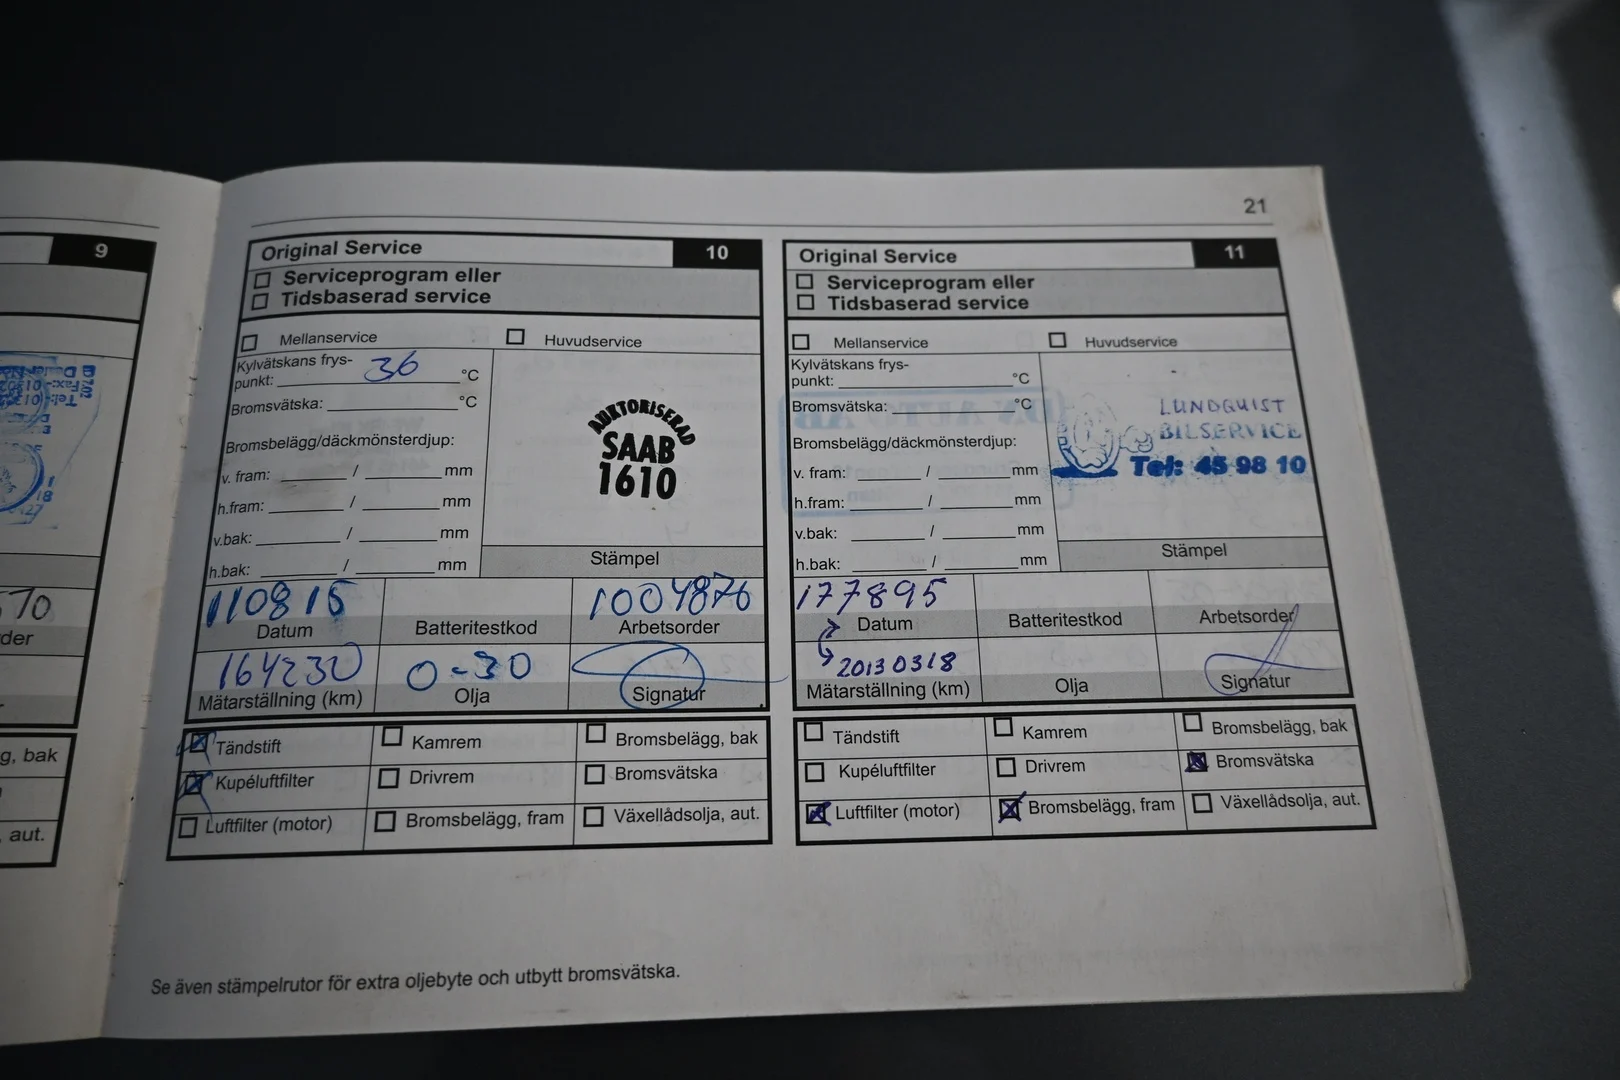 21
9
g, bak
, aut.
Original Service 10
Serviceprogram eller
Tidsbaserad service
Mellanservice
Huvudservice
Kylvätskans frys-
punkt: 36 °C
Bromsvätska: °C
Bromsbelägg/däckmönsterdjup:
v. fram: / mm
h.fram: / mm
v.bak: / mm
h.bak: / mm
AUKTORISERAD
SAAB
1610
Stämpel
110815 1004876
Datum Batteritestkod Arbetsorder
164230 0-30
Mätarställning (km) Olja Signatur
Tändstift Kamrem Bromsbelägg, bak
Kupéluftfilter Drivrem Bromsvätska
Luftfilter (motor) Bromsbelägg, fram Växellådsolja, aut.
Original Service 11
Serviceprogram eller
Tidsbaserad service
Mellanservice
Huvudservice
Kylvätskans frys-
punkt: °C
Bromsvätska: °C
Bromsbelägg/däckmönsterdjup:
v. fram: / mm
h.fram: / mm
v.bak: / mm
h.bak: / mm
LUNDQUIST
BILSERVICE
Tel: 45 98 10
Stämpel
177895
Datum Batteritestkod Arbetsorder
20130318
Mätarställning (km) Olja Signatur
Tändstift Kamrem Bromsbelägg, bak
Kupéluftfilter Drivrem Bromsvätska
Luftfilter (motor) Bromsbelägg, fram Växellådsolja, aut.
Se även stämpelrutor för extra oljebyte och utbytt bromsvätska.